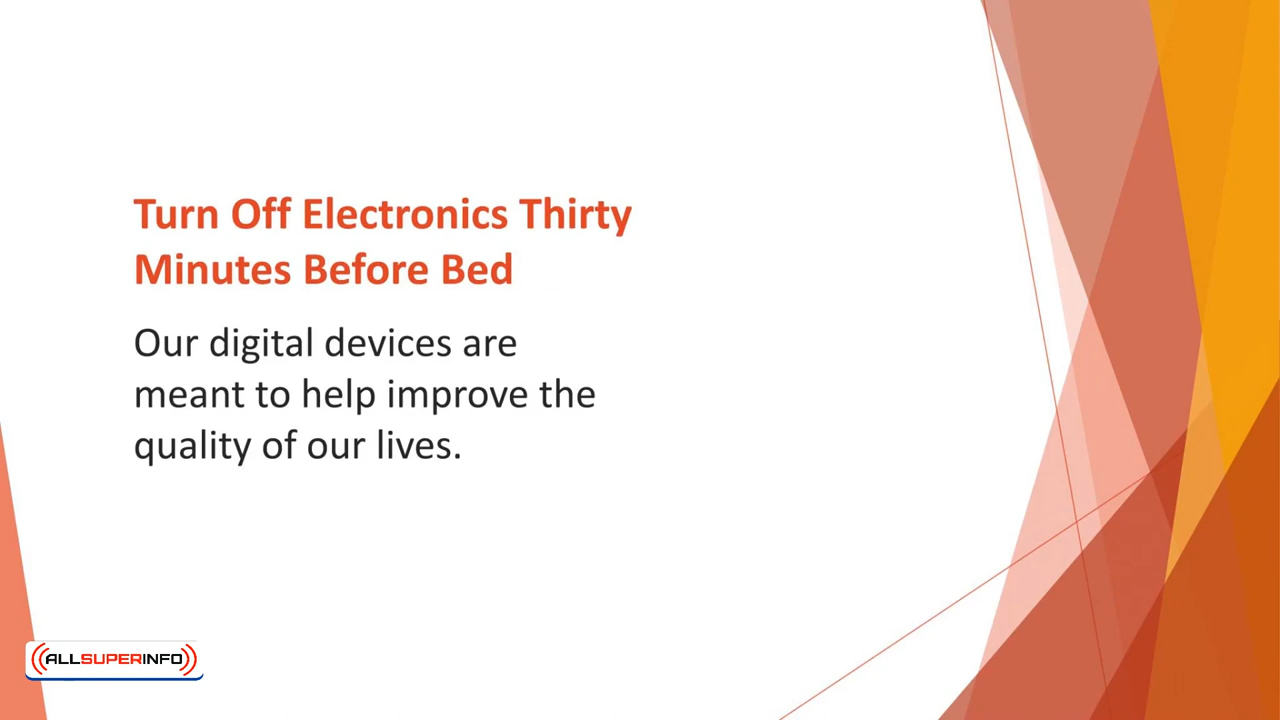 Turn Off Electronics Thirty
Minutes Before Bed
Our digital devices are
meant to help improve the
quality of our lives.
ALLSUPERINFO